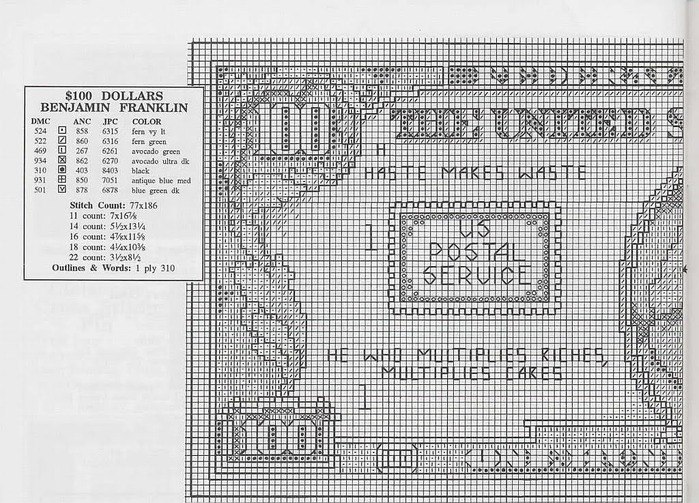 $100 DOLLARS
BENJAMIN FRANKLIN
DMC ANC JPC COLOR
524 858 6315 fern vy lt
522 860 6316 fern green
469 267 6261 avocado green
934 862 6270 avocado ultra dk
310 403 8403 black
931 850 7051 antique blue med
501 878 6878 blue green dk
Stitch Count: 77x186
11 count: 7x16⅞
14 count: 5½x13¼
16 count: 4⅞x11⅝
18 count: 4¼x10⅜
22 count: 3½x8½
Outlines & Words: 1 ply 310
THE UNITED S
H
HASTE MAKES WASTE
1
US
POSTAL
SERVICE
HE WHO MULTIPLIES RICHES,
MULTIPLIES CARES
1